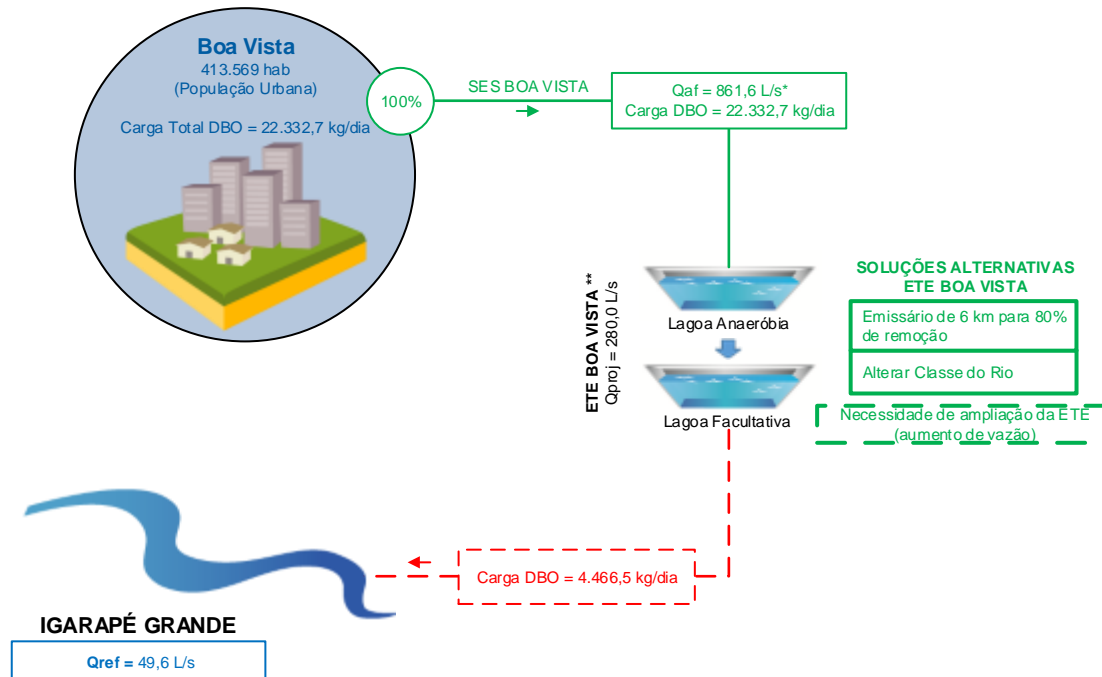 Boa Vista
413.569 hab
(População Urbana)
Carga Total DBO = 22.332,7 kg/dia
100%
SES BOA VISTA
Qaf = 861,6 L/s*
Carga DBO = 22.332,7 kg/dia
ETE BOA VISTA **
Qproj = 280,0 L/s
Lagoa Anaeróbia
Lagoa Facultativa
SOLUÇÕES ALTERNATIVAS
ETE BOA VISTA
Emissário de 6 km para 80%
de remoção
Alterar Classe do Rio
Necessidade de ampliação da ETE
(aumento de vazão)
Carga DBO = 4.466,5 kg/dia
IGARAPÉ GRANDE
Qref = 49,6 L/s